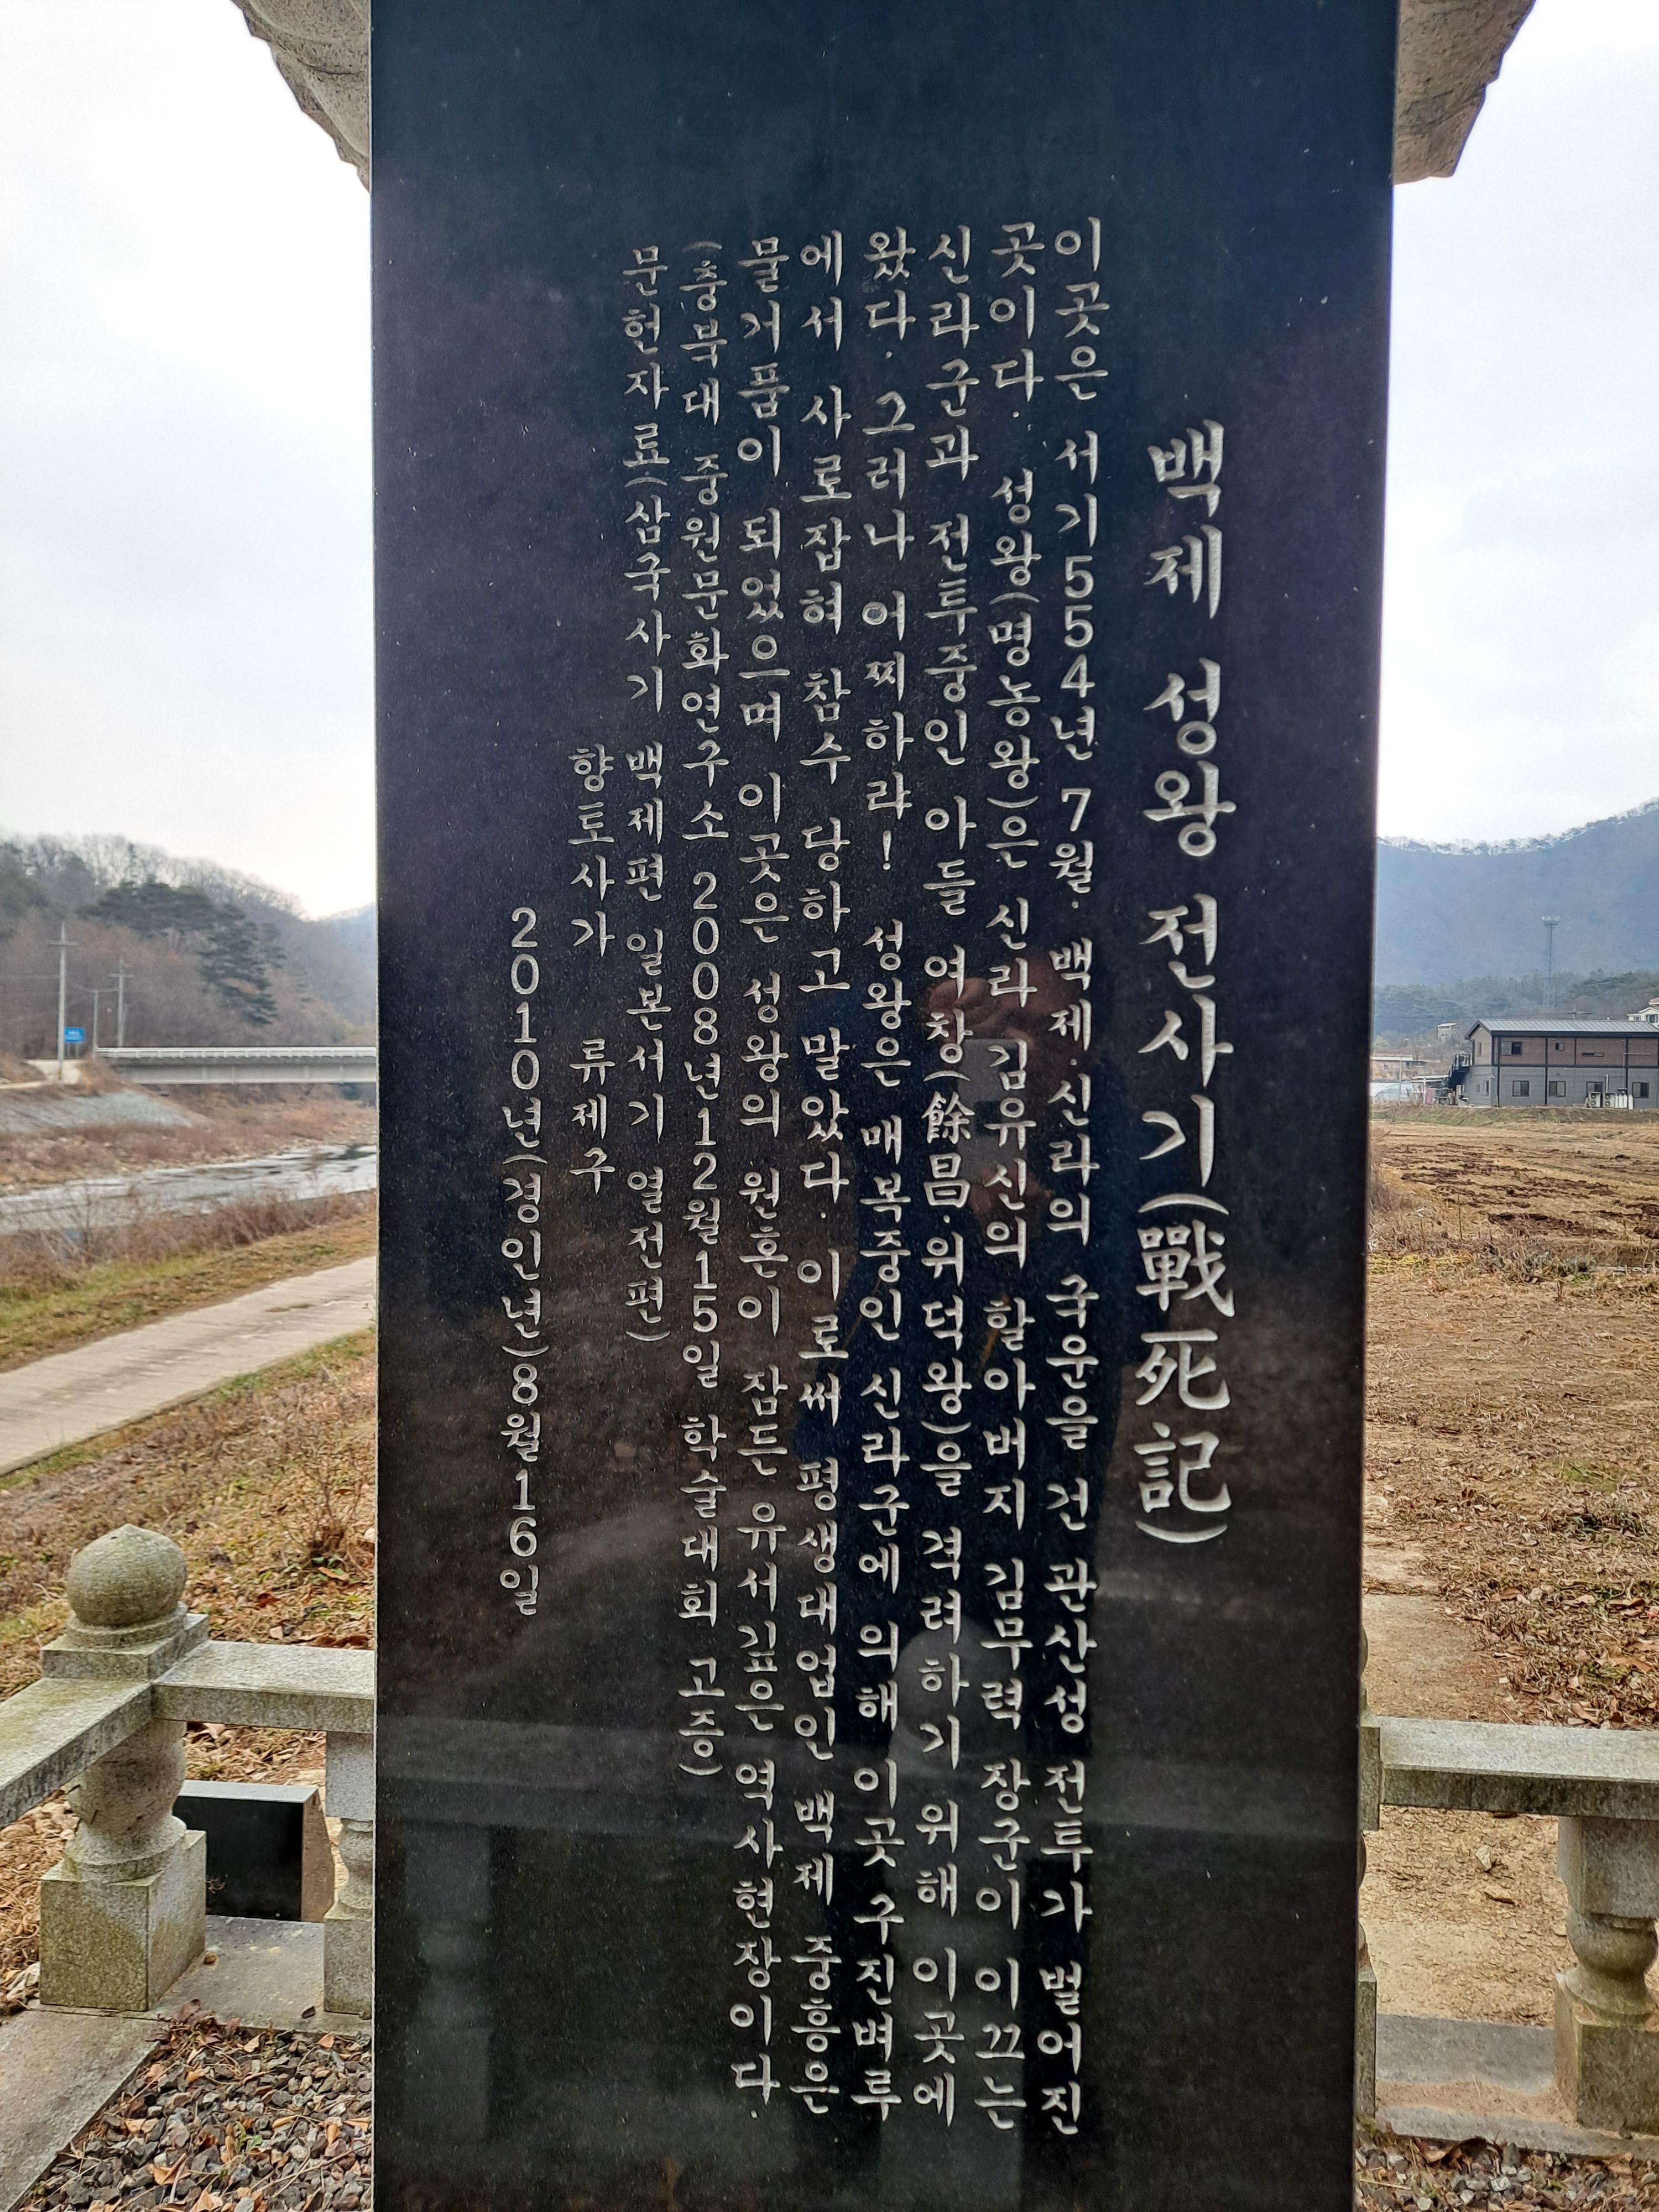 백제 성왕 전사기(戰死記)
이곳은 서기554년 7월. 백제.신라의 국운을 건 관산성 전투가 벌어진
곳이다. 성왕(명농왕)은 신라 김유신의 할아버지 김무력 장군이 이끄는
신라군과 전투중인 아들 여창(餘昌.위덕왕)을 격려하기 위해 이곳에
왔다. 그러나 어찌하랴! 성왕은 매복중인 신라군에 의해 이곳 구진벼루
에서 사로잡혀 참수 당하고 말았다. 이로써 평생대업인 백제 중흥은
물거품이 되었으며 이곳은 성왕의 원혼이 잠든 유서깊은 역사현장이다.
(충북대 중원문화연구소 2008년12월15일 학술대회 고증)
문헌자료(삼국사기 백제편 일본서기 열전편)
향토사가 류제구
2010년(경인년)8월16일